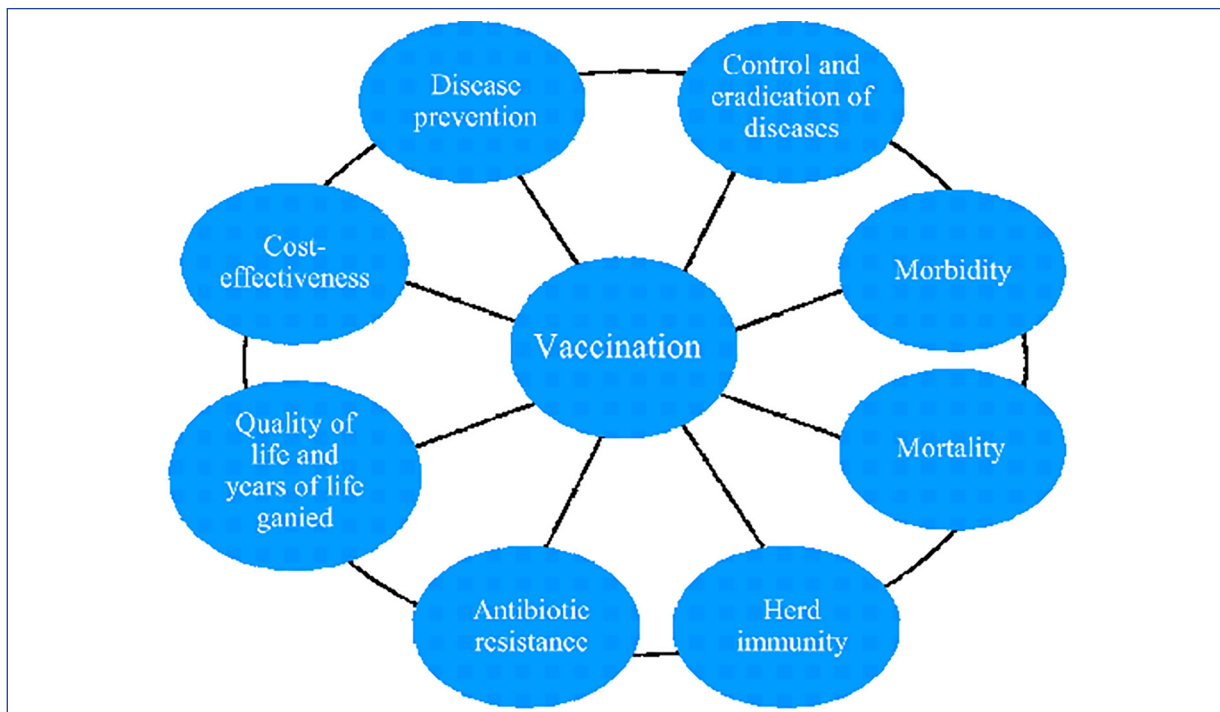 Disease
prevention
Control and
eradication of
diseases
Cost-
effectiveness
Morbidity
Vaccination
Quality of
life and
years of life
ganied
Mortality
Antibiotic
resistance
Herd
immunity